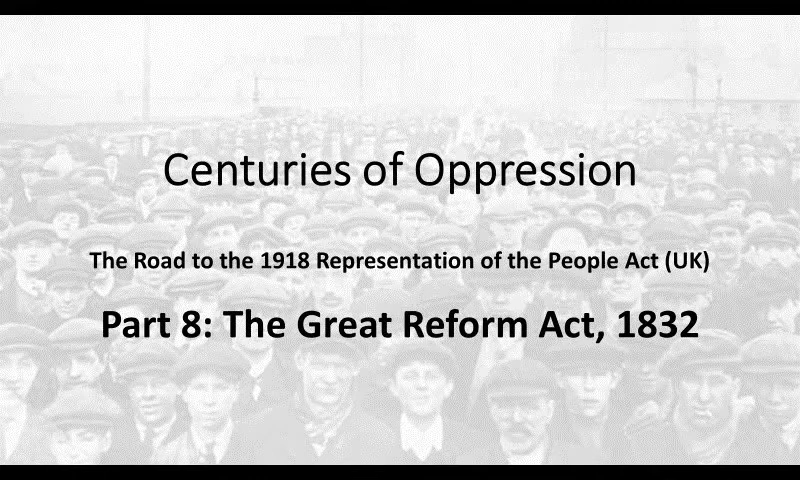 Centuries of Oppression
The Road to the 1918 Representation of the People Act (UK)
Part 8: The Great Reform Act, 1832